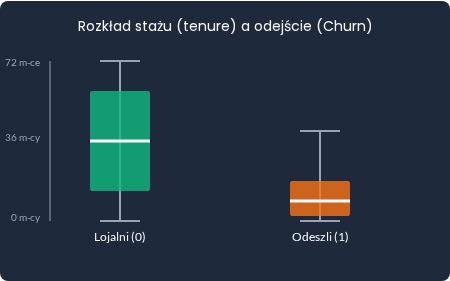 Rozkład stażu (tenure) a odejście (Churn)
72 m-ce
36 m-cy
0 m-cy
Lojalni (0)
Odeszli (1)